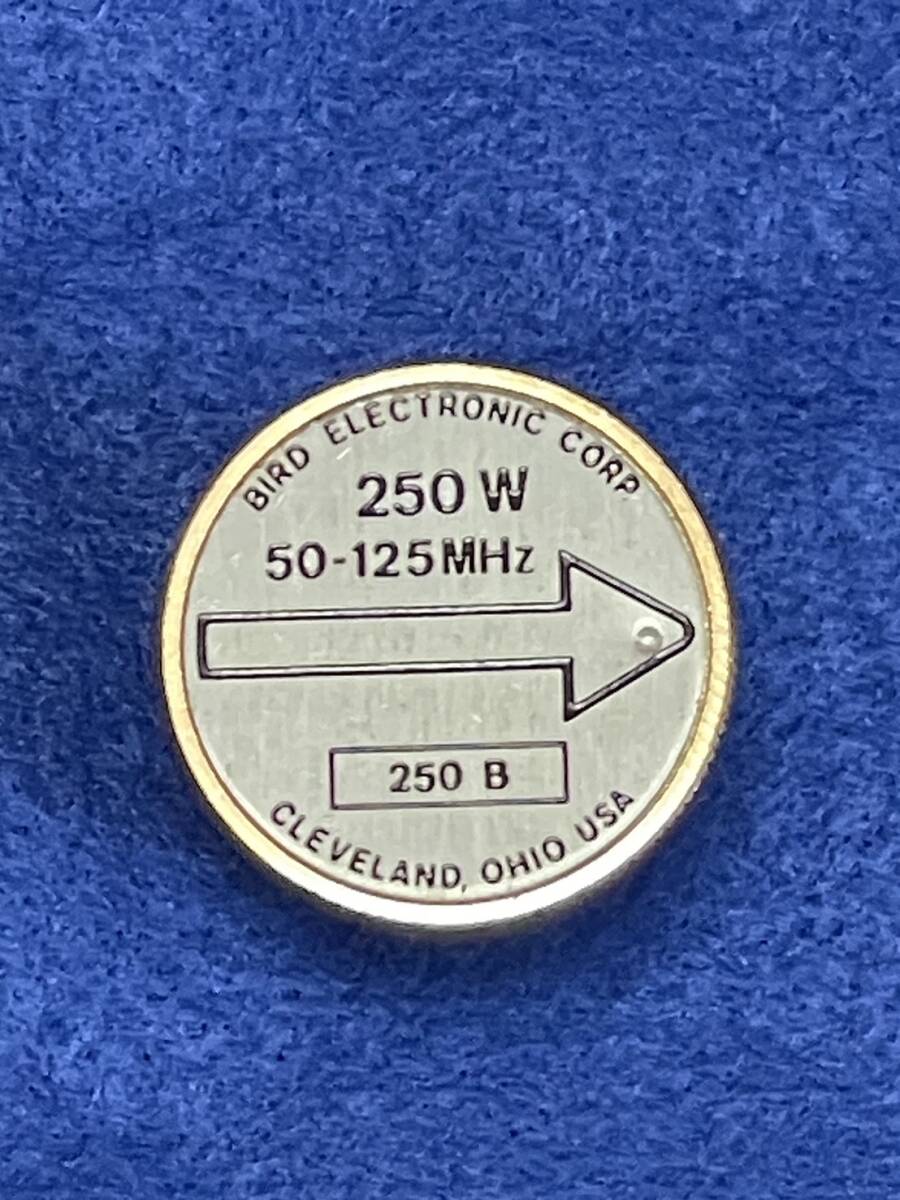 BIRD ELECTRONIC CORP.
250 W
50-125MHz
250 B
CLEVELAND, OHIO USA